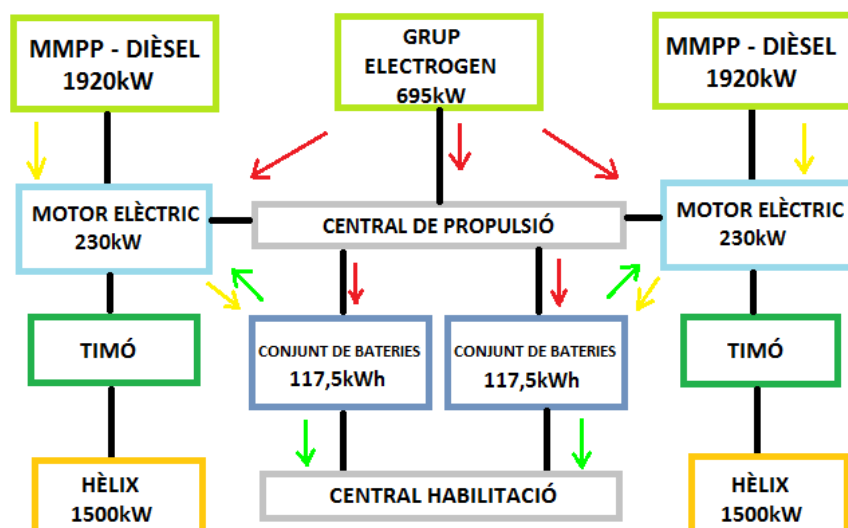 MMPP - DIÈSEL
1920kW
GRUP
ELECTROGEN
695kW
MMPP - DIÈSEL
1920kW
MOTOR ELÈCTRIC
230kW
CENTRAL DE PROPULSIÓ
MOTOR ELÈCTRIC
230kW
TIMÓ
CONJUNT DE BATERIES
117,5kWh
CONJUNT DE BATERIES
117,5kWh
TIMÓ
HÈLIX
1500kW
CENTRAL HABILITACIÓ
HÈLIX
1500kW